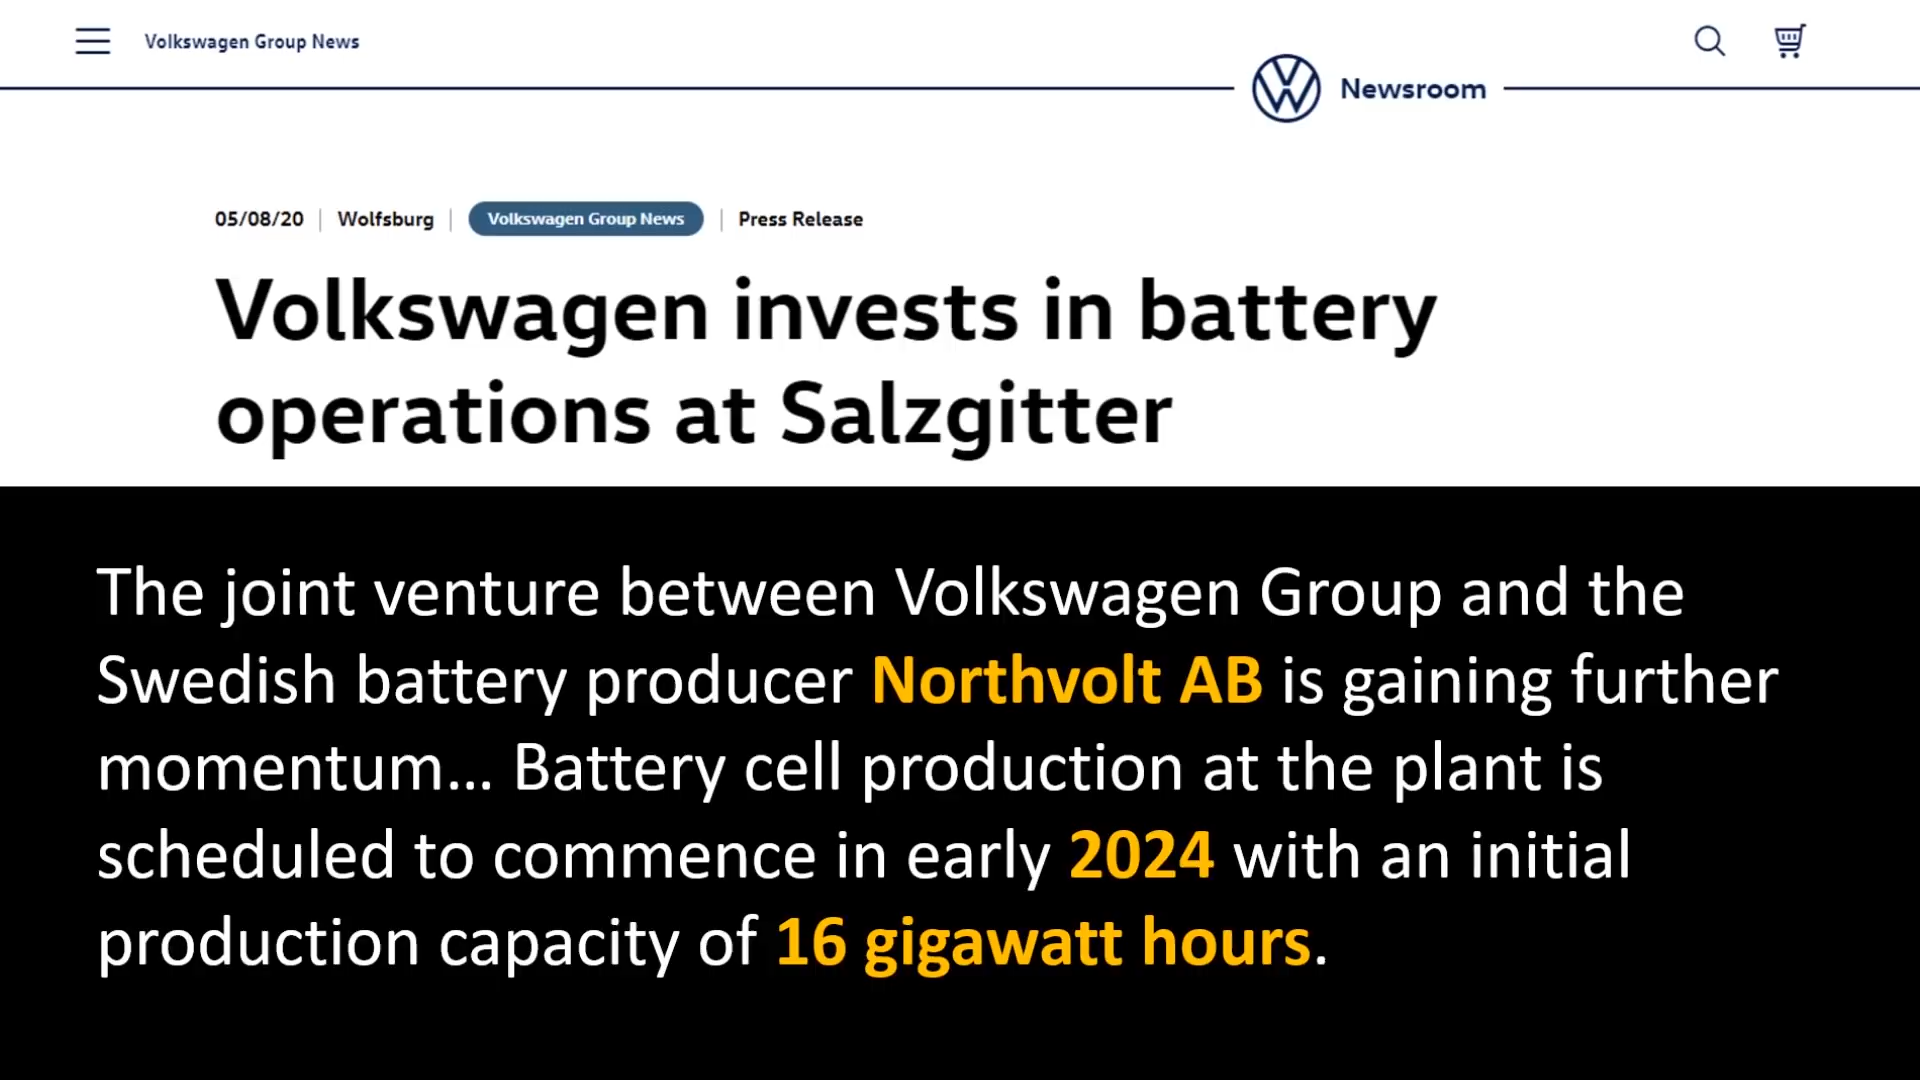 Volkswagen Group News
Newsroom
05/08/20 | Wolfsburg | Volkswagen Group News | Press Release
Volkswagen invests in battery
operations at Salzgitter
The joint venture between Volkswagen Group and the
Swedish battery producer Northvolt AB is gaining further
momentum... Battery cell production at the plant is
scheduled to commence in early 2024 with an initial
production capacity of 16 gigawatt hours.